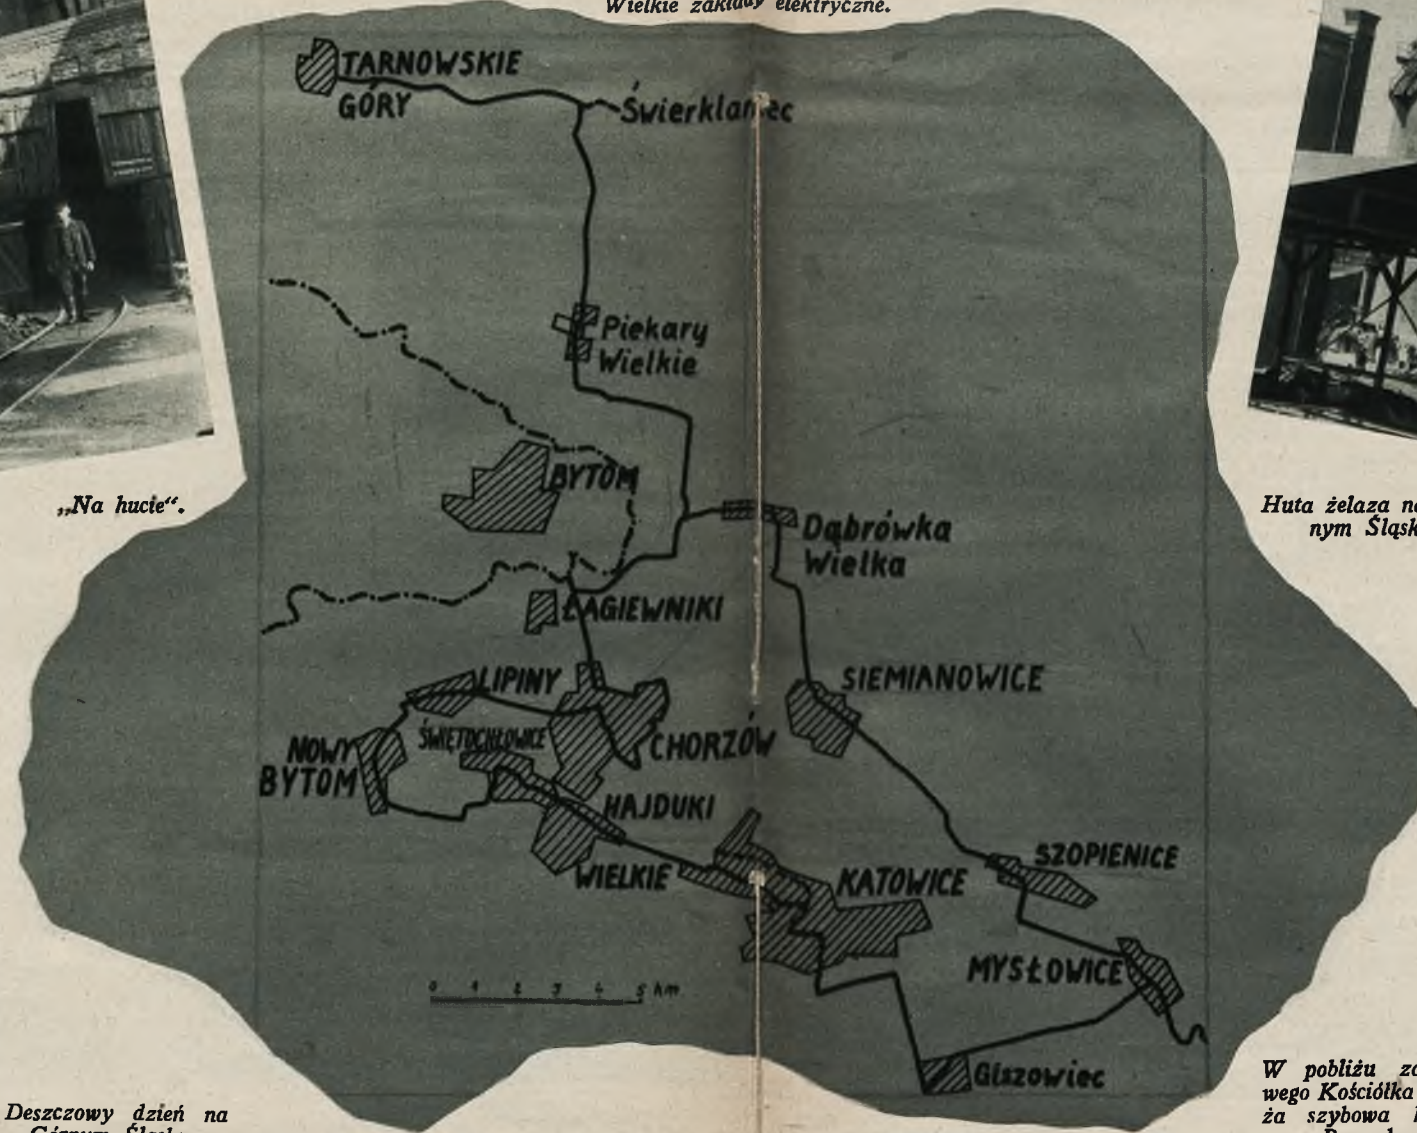 Wielkie zakłady elektryczne.
TARNOWSKIE
GÓRY
Świerklaniec
Piekary
Wielkie
BYTOM
„Na hucie“.
Huta żelaza
nym
Dąbrówka
Wielka
ŁAGIEWNIKI
LIPINY
SIEMIANOWICE
ŚWIĘTOCHŁOWICE
CHORZÓW
NOWY
BYTOM
HAJDUKI
WIELKIE
SZOPIENICE
KATOWICE
MYSŁOWICE
0 1 2 3 4 5 km
Giszowiec
W pobliżu
wego Kościółka
ża szybowa
Deszczowy dzień na
Górnym Śląsku